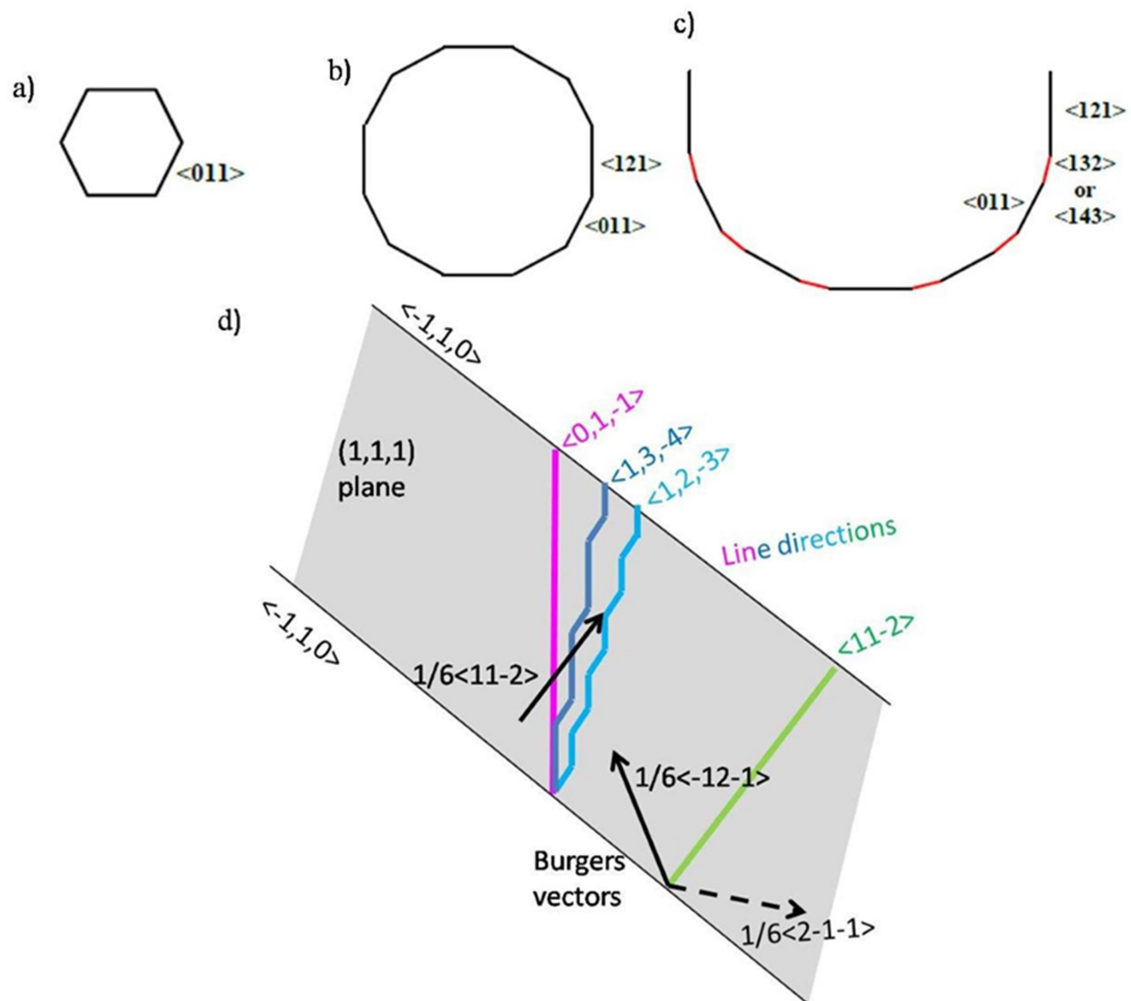 a)
<011>
b)
<121>
<011>
c)
<121>
<132>
or
<143>
<011>
d)
<-1,1,0>
<0,1,-1>
<1,3,-4>
<1,2,-3>
(1,1,1)
plane
Line directions
<-1,1,0>
<11-2>
1/6<11-2>
1/6<-12-1>
Burgers
vectors
1/6<2-1-1>